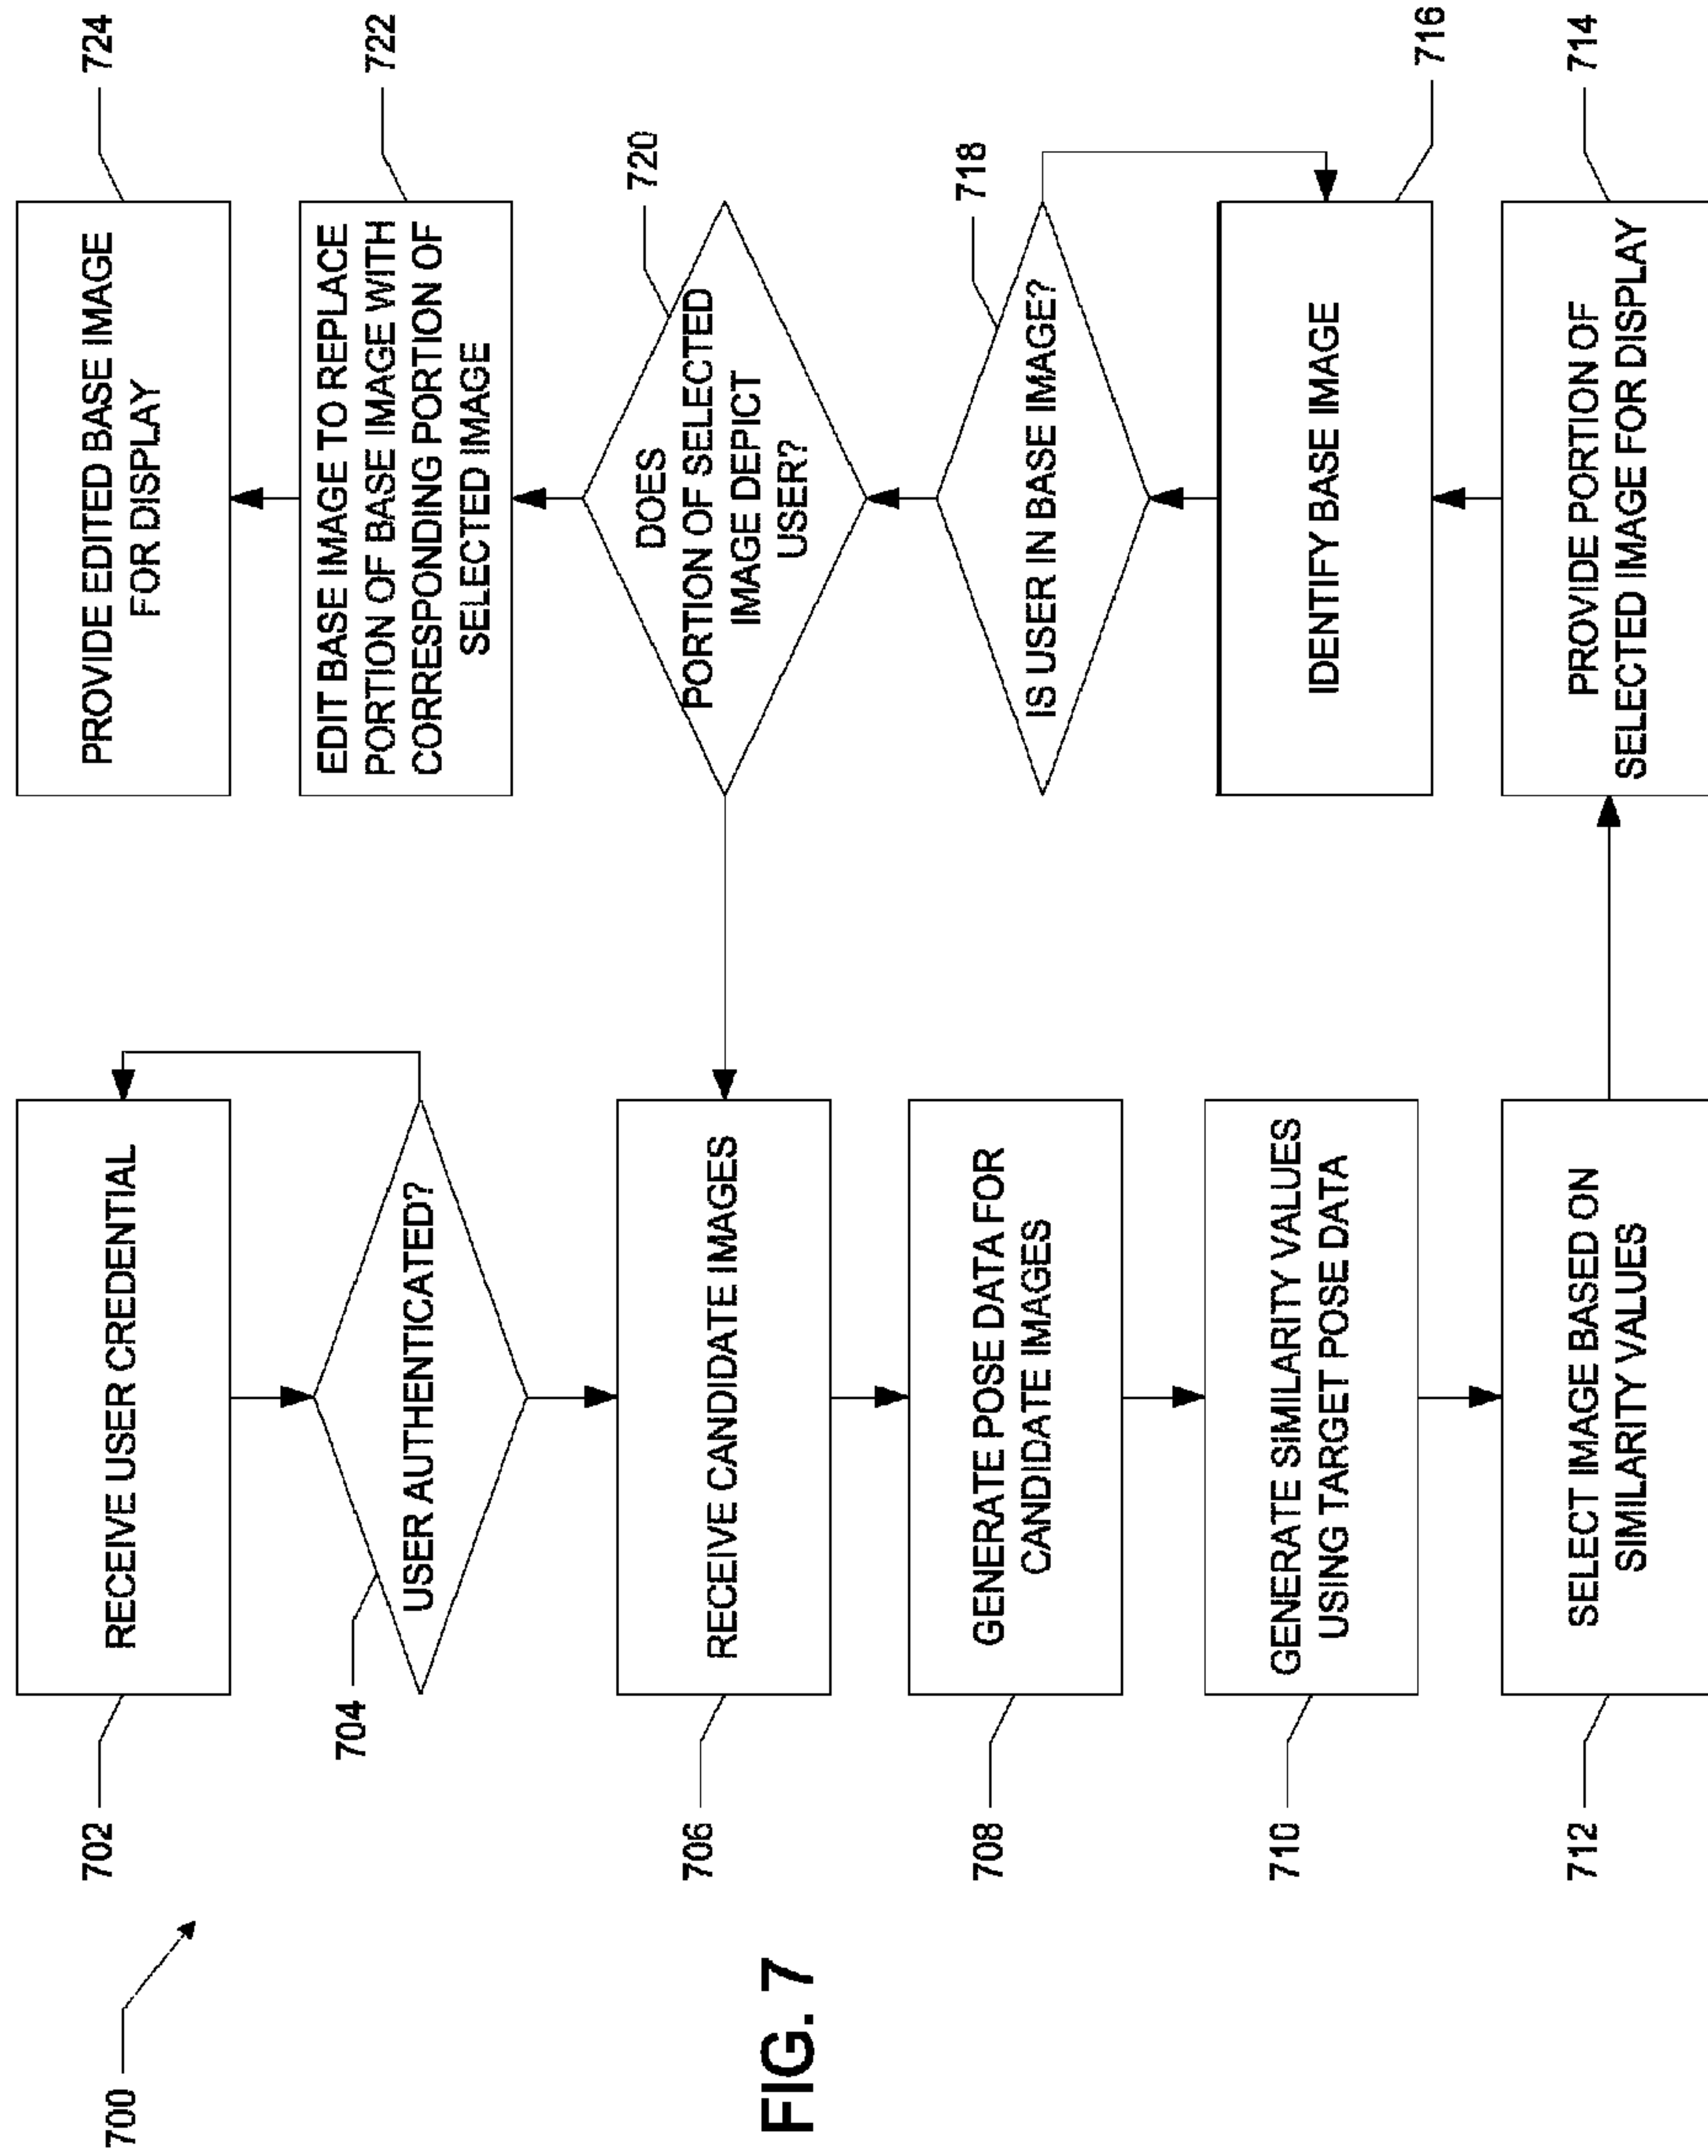 700
702
RECEIVE USER CREDENTIAL
704
USER AUTHENTICATED?
706
RECEIVE CANDIDATE IMAGES
708
GENERATE POSE DATA FOR
CANDIDATE IMAGES
710
GENERATE SIMILARITY VALUES
USING TARGET POSE DATA
712
SELECT IMAGE BASED ON
SIMILARITY VALUES
724
PROVIDE EDITED BASE IMAGE
FOR DISPLAY
722
EDIT BASE IMAGE TO REPLACE
PORTION OF BASE IMAGE WITH
CORRESPONDING PORTION OF
SELECTED IMAGE
720
DOES
PORTION OF SELECTED
IMAGE DEPICT
USER?
718
IS USER IN BASE IMAGE?
716
IDENTIFY BASE IMAGE
714
PROVIDE PORTION OF
SELECTED IMAGE FOR DISPLAY
FIG. 7